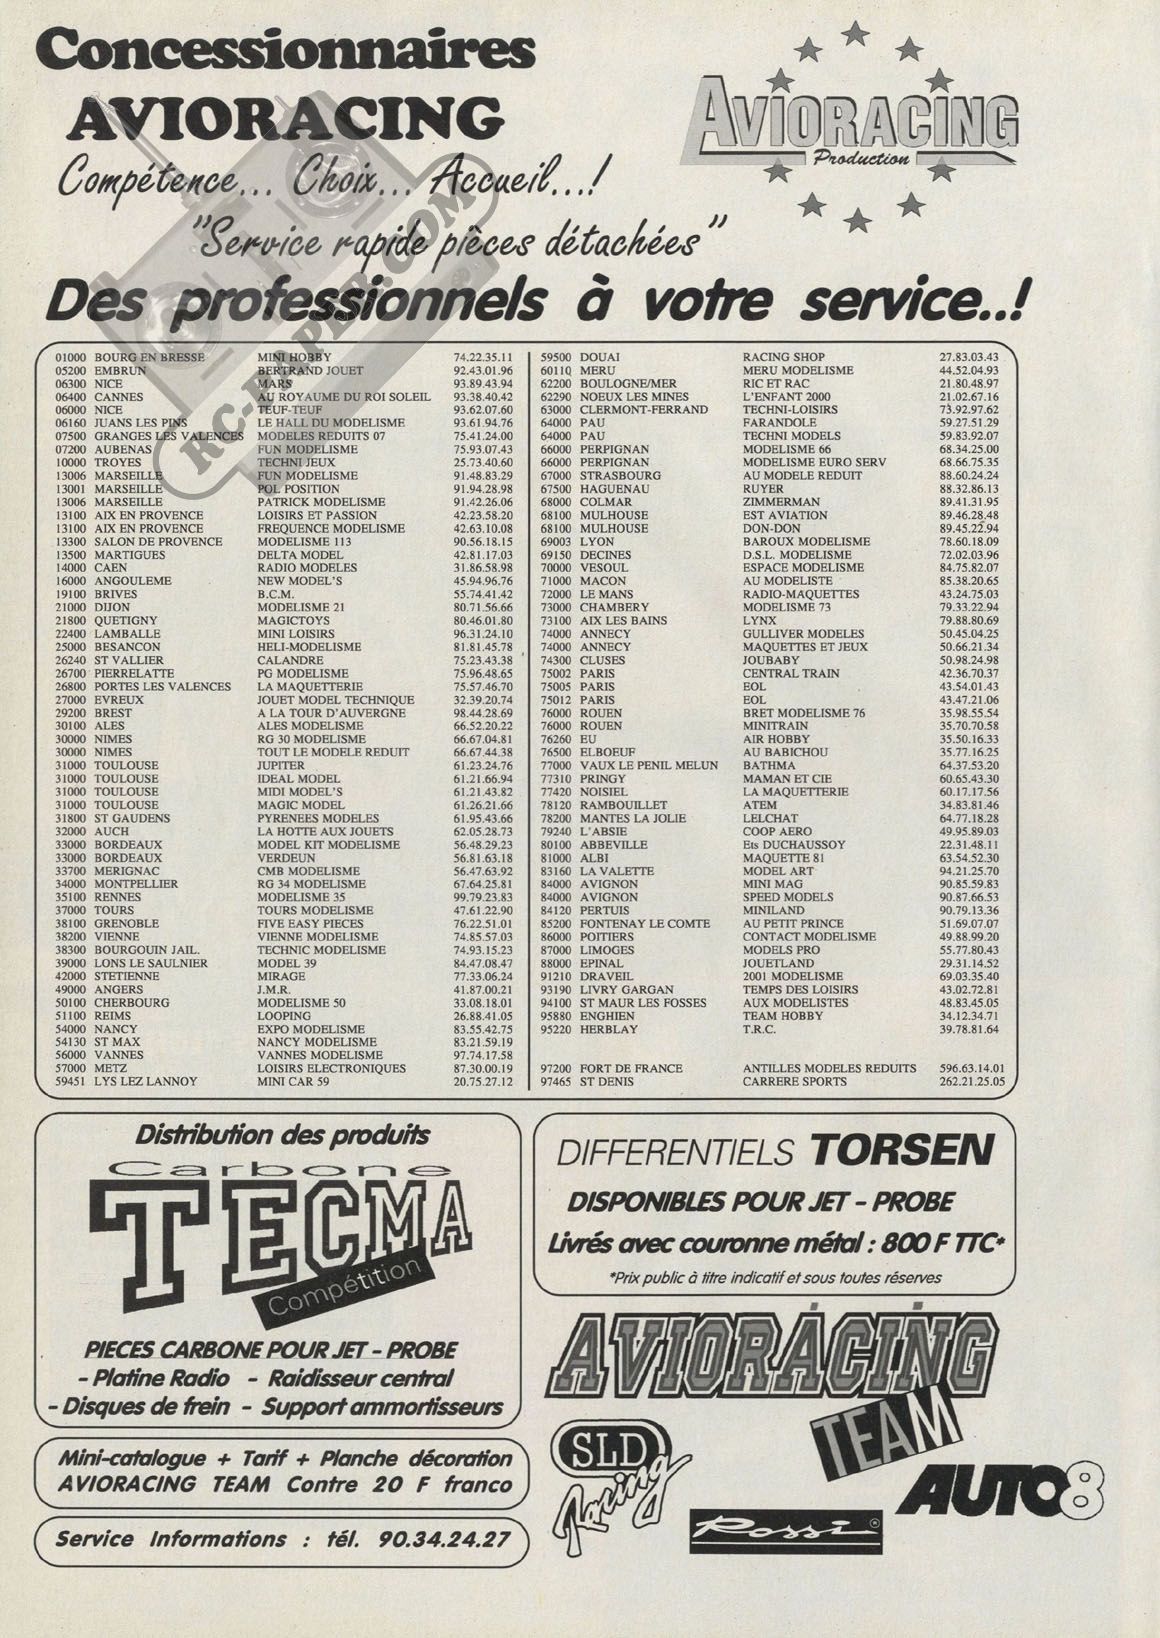 Concessionnaires
AVIORACING
AVIORACING
Production
Compétence... Choix... Accueil...!
"Service rapide pièces détachées"
RC-PAPER.COM
Des professionnels à votre service..!
01000 BOURG EN BRESSE MINI HOBBY 74.22.35.11
05200 EMBRUN BERTRAND JOUET 92.43.01.96
06300 NICE MARS 93.89.43.94
06400 CANNES AU ROYAUME DU ROI SOLEIL 93.38.40.42
06000 NICE TEUF-TEUF 93.62.07.60
06160 JUANS LES PINS LE HALL DU MODELISME 93.61.94.76
07500 GRANGES LES VALENCES MODELES REDUITS 07 75.41.24.00
07200 AUBENAS FUN MODELISME 75.93.07.43
10000 TROYES TECHNI JEUX 25.73.40.60
13006 MARSEILLE FUN MODELISME 91.48.83.29
13001 MARSEILLE POL POSITION 91.94.28.98
13006 MARSEILLE PATRICK MODELISME 91.42.26.06
13100 AIX EN PROVENCE LOISIRS ET PASSION 42.23.58.20
13100 AIX EN PROVENCE FREQUENCE MODELISME 42.63.10.08
13300 SALON DE PROVENCE MODELISME 113 90.56.18.15
13500 MARTIGUES DELTA MODEL 42.81.17.03
14000 CAEN RADIO MODELES 31.86.58.98
16000 ANGOULEME NEW MODEL'S 45.94.96.76
19100 BRIVES B.C.M. 55.74.41.42
21000 DIJON MODELISME 21 80.71.56.66
21800 QUETIGNY MAGICTOYS 80.46.01.80
22400 LAMBALLE MINI LOISIRS 96.31.24.10
25000 BESANCON HELI-MODELISME 81.81.45.78
26240 ST VALLIER CALANDRE 75.23.43.38
26700 PIERRELATTE PG MODELISME 75.96.48.65
26800 PORTES LES VALENCES LA MAQUETTERIE 75.57.46.70
27000 EVREUX JOUET MODEL TECHNIQUE 32.39.20.74
29200 BREST A LA TOUR D'AUVERGNE 98.44.28.69
30100 ALES ALES MODELISME 66.52.20.22
30000 NIMES RG 30 MODELISME 66.67.04.81
30000 NIMES TOUT LE MODELE REDUIT 66.67.44.38
31000 TOULOUSE JUPITER 61.23.24.76
31000 TOULOUSE IDEAL MODEL 61.21.66.94
31000 TOULOUSE MIDI MODEL'S 61.21.43.82
31000 TOULOUSE MAGIC MODEL 61.26.21.66
31800 ST GAUDENS PYRENEES MODELES 61.95.43.66
32000 AUCH LA HOTTE AUX JOUETS 62.05.28.73
33000 BORDEAUX MODEL KIT MODELISME 56.48.29.23
33000 BORDEAUX VERDEUN 56.81.63.18
33700 MERIGNAC CMB MODELISME 56.47.63.92
34000 MONTPELLIER RG 34 MODELISME 67.64.25.81
35100 RENNES MODELISME 35 99.79.23.83
37000 TOURS TOURS MODELISME 47.61.22.90
38100 GRENOBLE FIVE EASY PIECES 76.22.51.01
38200 VIENNE VIENNE MODELISME 74.85.57.03
38300 BOURGOUIN JAIL. TECHNIC MODELISME 74.93.15.23
39000 LONS LE SAULNIER MODEL 39 84.47.08.47
42000 STETIENNE MIRAGE 77.33.06.24
49000 ANGERS J.M.R. 41.87.00.21
50100 CHERBOURG MODELISME 50 33.08.18.01
51100 REIMS LOOPING 26.88.41.05
54000 NANCY EXPO MODELISME 83.55.42.75
54130 ST MAX NANCY MODELISME 83.21.59.19
56000 VANNES VANNES MODELISME 97.74.17.58
57000 METZ LOISIRS ELECTRONIQUES 87.30.00.19
59451 LYS LEZ LANNOY MINI CAR 59 20.75.27.12
59500 DOUAI RACING SHOP 27.83.03.43
60110 MERU MERU MODELISME 44.52.04.93
62200 BOULOGNE/MER RIC ET RAC 21.80.48.97
62290 NOEUX LES MINES L'ENFANT 2000 21.02.67.16
63000 CLERMONT-FERRAND TECHNI-LOISIRS 73.92.97.62
64000 PAU FARANDOLE 59.27.51.29
64000 PAU TECHNI MODELS 59.83.92.07
66000 PERPIGNAN MODELISME 66 68.34.25.00
66000 PERPIGNAN MODELISME EURO SERV 68.66.75.35
67000 STRASBOURG AU MODELE REDUIT 88.60.24.24
67500 HAGUENAU RUYER 88.32.86.13
68000 COLMAR ZIMMERMAN 89.41.31.95
68100 MULHOUSE EST AVIATION 89.46.28.48
68100 MULHOUSE DON-DON 89.45.22.94
69003 LYON BAROUX MODELISME 78.60.18.09
69150 DECINES D.S.L. MODELISME 72.02.03.96
70000 VESOUL ESPACE MODELISME 84.75.82.07
71000 MACON AU MODELISTE 85.38.20.65
72000 LE MANS RADIO-MAQUETTES 43.24.75.03
73000 CHAMBERY MODELISME 73 79.33.22.94
73100 AIX LES BAINS LYNX 79.88.80.69
74000 ANNECY GULLIVER MODELES 50.45.04.25
74000 ANNECY MAQUETTES ET JEUX 50.66.21.34
74300 CLUSES JOUBABY 50.98.24.98
75002 PARIS CENTRAL TRAIN 42.36.70.37
75005 PARIS EOL 43.54.01.43
75012 PARIS EOL 43.47.21.06
76000 ROUEN BRET MODELISME 76 35.98.55.54
76000 ROUEN MINITRAIN 35.70.70.58
76260 EU AIR HOBBY 35.50.16.33
76500 ELBOEUF AU BABICHOU 35.77.16.25
77000 VAUX LE PENIL MELUN BATHMA 64.37.53.20
77310 PRINGY MAMAN ET CIE 60.65.43.30
77420 NOISIEL LA MAQUETTERIE 60.17.17.56
78120 RAMBOUILLET ATEM 34.83.81.46
78200 MANTES LA JOLIE LELCHAT 64.77.18.28
79240 L'ABSIE COOP AERO 49.95.89.03
80100 ABBEVILLE Ets DUCHAUSSOY 22.31.48.11
81000 ALBI MAQUETTE 81 63.54.52.30
83160 LA VALETTE MODEL ART 94.21.25.70
84000 AVIGNON MINI MAG 90.85.59.83
84000 AVIGNON SPEED MODELS 90.87.66.53
84120 PERTUIS MINILAND 90.79.13.36
85200 FONTENAY LE COMTE AU PETIT PRINCE 51.69.07.07
86000 POITIERS CONTACT MODELISME 49.88.99.20
87000 LIMOGES MODELS PRO 55.77.80.43
88000 EPINAL JOUETLAND 29.31.14.52
91210 DRAVEIL 2001 MODELISME 69.03.35.40
93190 LIVRY GARGAN TEMPS DES LOISIRS 43.02.72.81
94100 ST MAUR LES FOSSES AUX MODELISTES 48.83.45.05
95880 ENGHIEN TEAM HOBBY 34.12.34.71
95220 HERBLAY T.R.C. 39.78.81.64
97200 FORT DE FRANCE ANTILLES MODELES REDUITS 596.63.14.01
97465 ST DENIS CARRERE SPORTS 262.21.25.05
Distribution des produits
Carbone
TECMA
Compétition
PIECES CARBONE POUR JET - PROBE
- Platine Radio - Raidisseur central
- Disques de frein - Support ammortisseurs
Mini-catalogue + Tarif + Planche décoration
AVIORACING TEAM Contre 20 F franco
Service Informations : tél. 90.34.24.27
DIFFERENTIELS TORSEN
DISPONIBLES POUR JET - PROBE
Livrés avec couronne métal : 800 F TTC*
*Prix public à titre indicatif et sous toutes réserves
AVIORACING
TEAM
SLD
Racing
AUTO8
Rossi ®